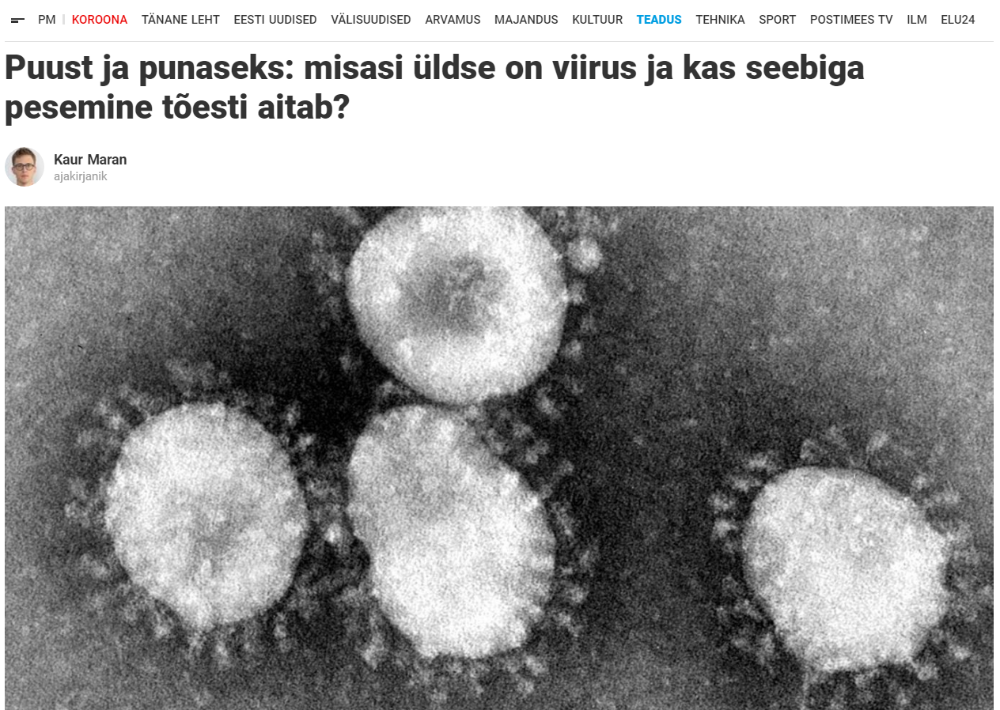 PM | KOROONA TÄNANE LEHT EESTI UUDISED VÄLISUUDISED ARVAMUS MAJANDUS KULTUUR TEADUS TEHNIKA SPORT POSTIMEES TV ILM ELU24
Puust ja punaseks: misasi üldse on viirus ja kas seebiga
pesemine tõesti aitab?
Kaur Maran
ajakirjanik